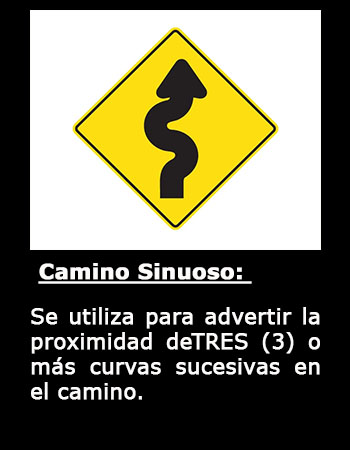 Camino Sinuoso:
Se utiliza para advertir la
proximidad deTRES (3) o
más curvas sucesivas en
el camino.